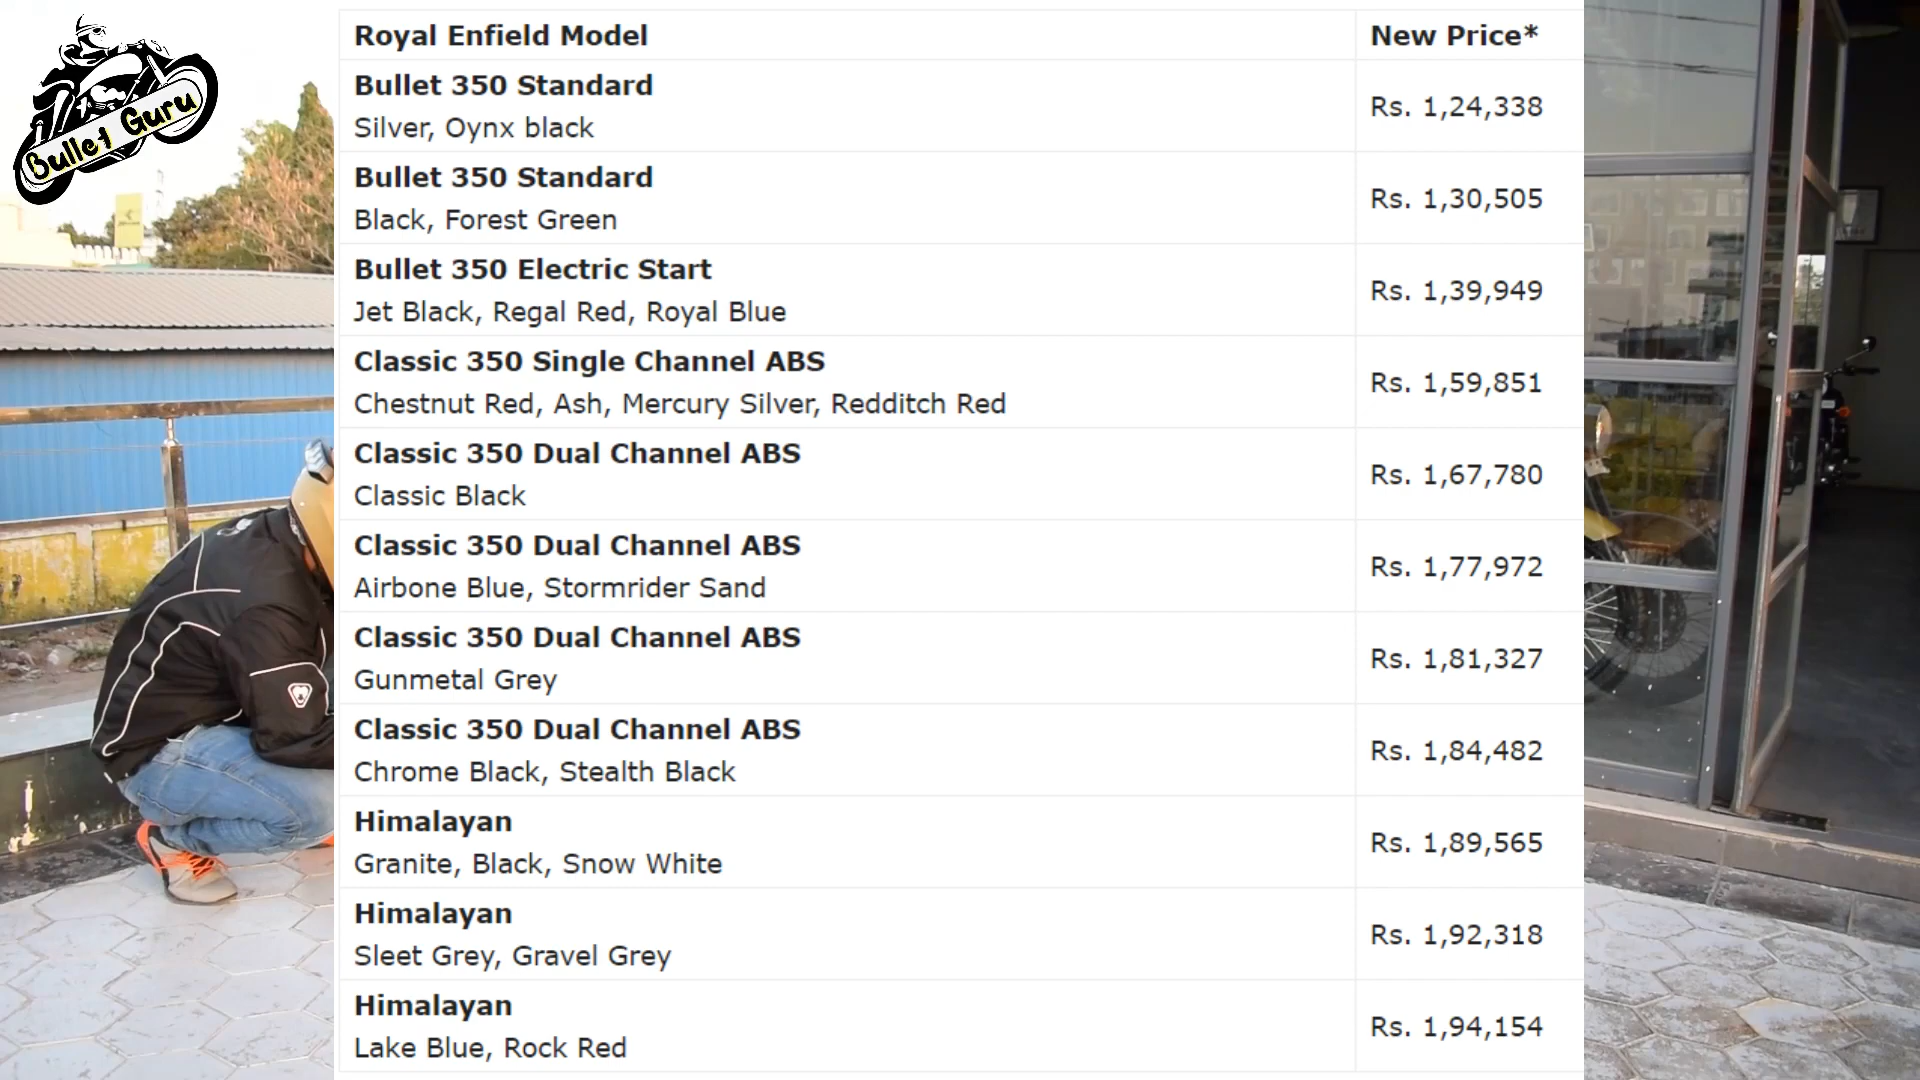 Bullet Guru
Royal Enfield Model
New Price*
Bullet 350 Standard
Silver, Oynx black
Rs. 1,24,338
Bullet 350 Standard
Black, Forest Green
Rs. 1,30,505
Bullet 350 Electric Start
Jet Black, Regal Red, Royal Blue
Rs. 1,39,949
Classic 350 Single Channel ABS
Chestnut Red, Ash, Mercury Silver, Redditch Red
Rs. 1,59,851
Classic 350 Dual Channel ABS
Classic Black
Rs. 1,67,780
Classic 350 Dual Channel ABS
Airbone Blue, Stormrider Sand
Rs. 1,77,972
Classic 350 Dual Channel ABS
Gunmetal Grey
Rs. 1,81,327
Classic 350 Dual Channel ABS
Chrome Black, Stealth Black
Rs. 1,84,482
Himalayan
Granite, Black, Snow White
Rs. 1,89,565
Himalayan
Sleet Grey, Gravel Grey
Rs. 1,92,318
Himalayan
Lake Blue, Rock Red
Rs. 1,94,154